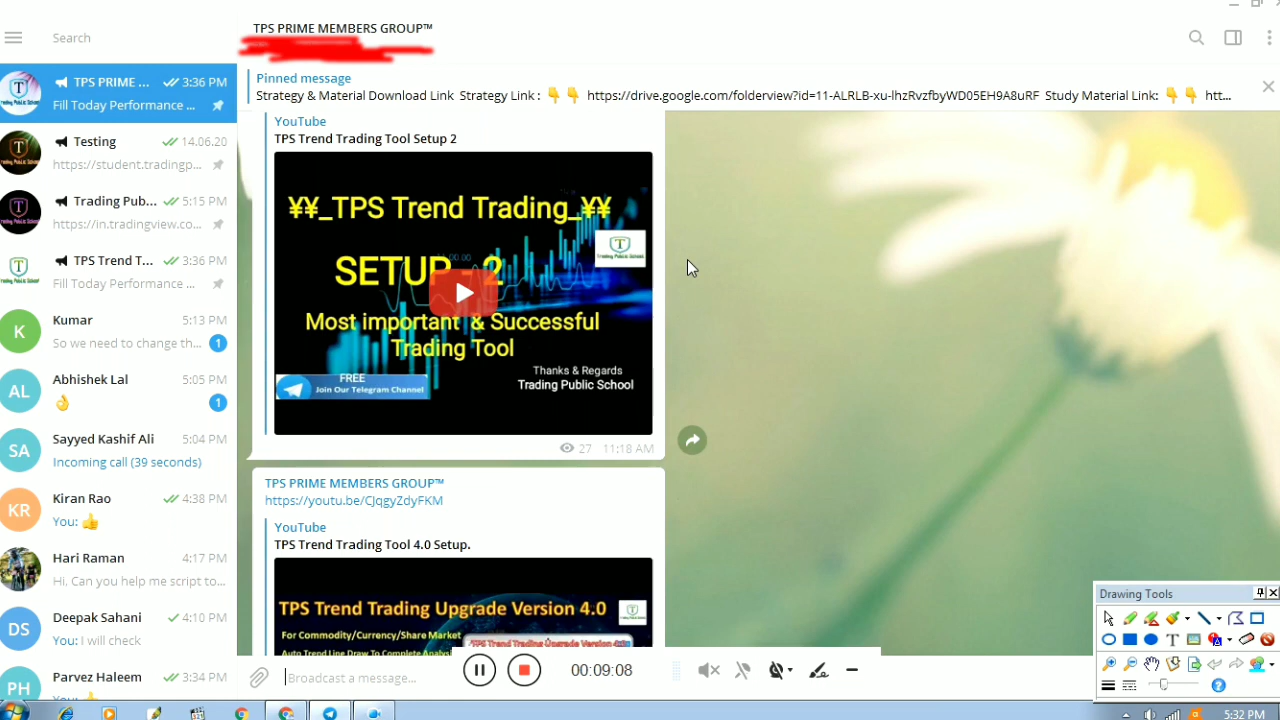 TPS PRIME MEMBERS GROUP™
Search
Pinned message
Strategy & Material Download Link Strategy Link : 👇 👇 https://drive.google.com/folderview?id=11-ALRLB-xu-lhzRvzfbyWD05EH9A8uRF Study Material Link: 👇 👇 htt...
TPS PRIME ... 3:36 PM
Fill Today Performance ...
Testing 14.06.20
https://student.tradingp...
Trading Pub... 5:15 PM
https://in.tradingview.co...
TPS Trend T... 3:36 PM
Fill Today Performance ...
Kumar 5:13 PM
So we need to change th... 1
Abhishek Lal 5:05 PM
👌 1
Sayyed Kashif Ali 5:04 PM
Incoming call (39 seconds)
Kiran Rao 4:38 PM
You: 👍
Hari Raman 4:17 PM
Hi, Can you help me script to...
Deepak Sahani 4:10 PM
You: I will check
Parvez Haleem 3:34 PM
K
AL
SA
KR
DS
PH
YouTube
TPS Trend Trading Tool Setup 2
¥¥_TPS Trend Trading_¥¥
SETUP - 2
Most important & Successful
Trading Tool
Thanks & Regards
Trading Public School
FREE
Join Our Telegram Channel
27 11:18 AM
TPS PRIME MEMBERS GROUP™
https://youtu.be/CJqgyZdyFKM
YouTube
TPS Trend Trading Tool 4.0 Setup.
TPS Trend Trading Upgrade Version 4.0
For Commodity/Currency/Share Market
Auto Trend Line Draw To Complete Analysis
Broadcast a message...
00:09:08
Drawing Tools
5:32 PM